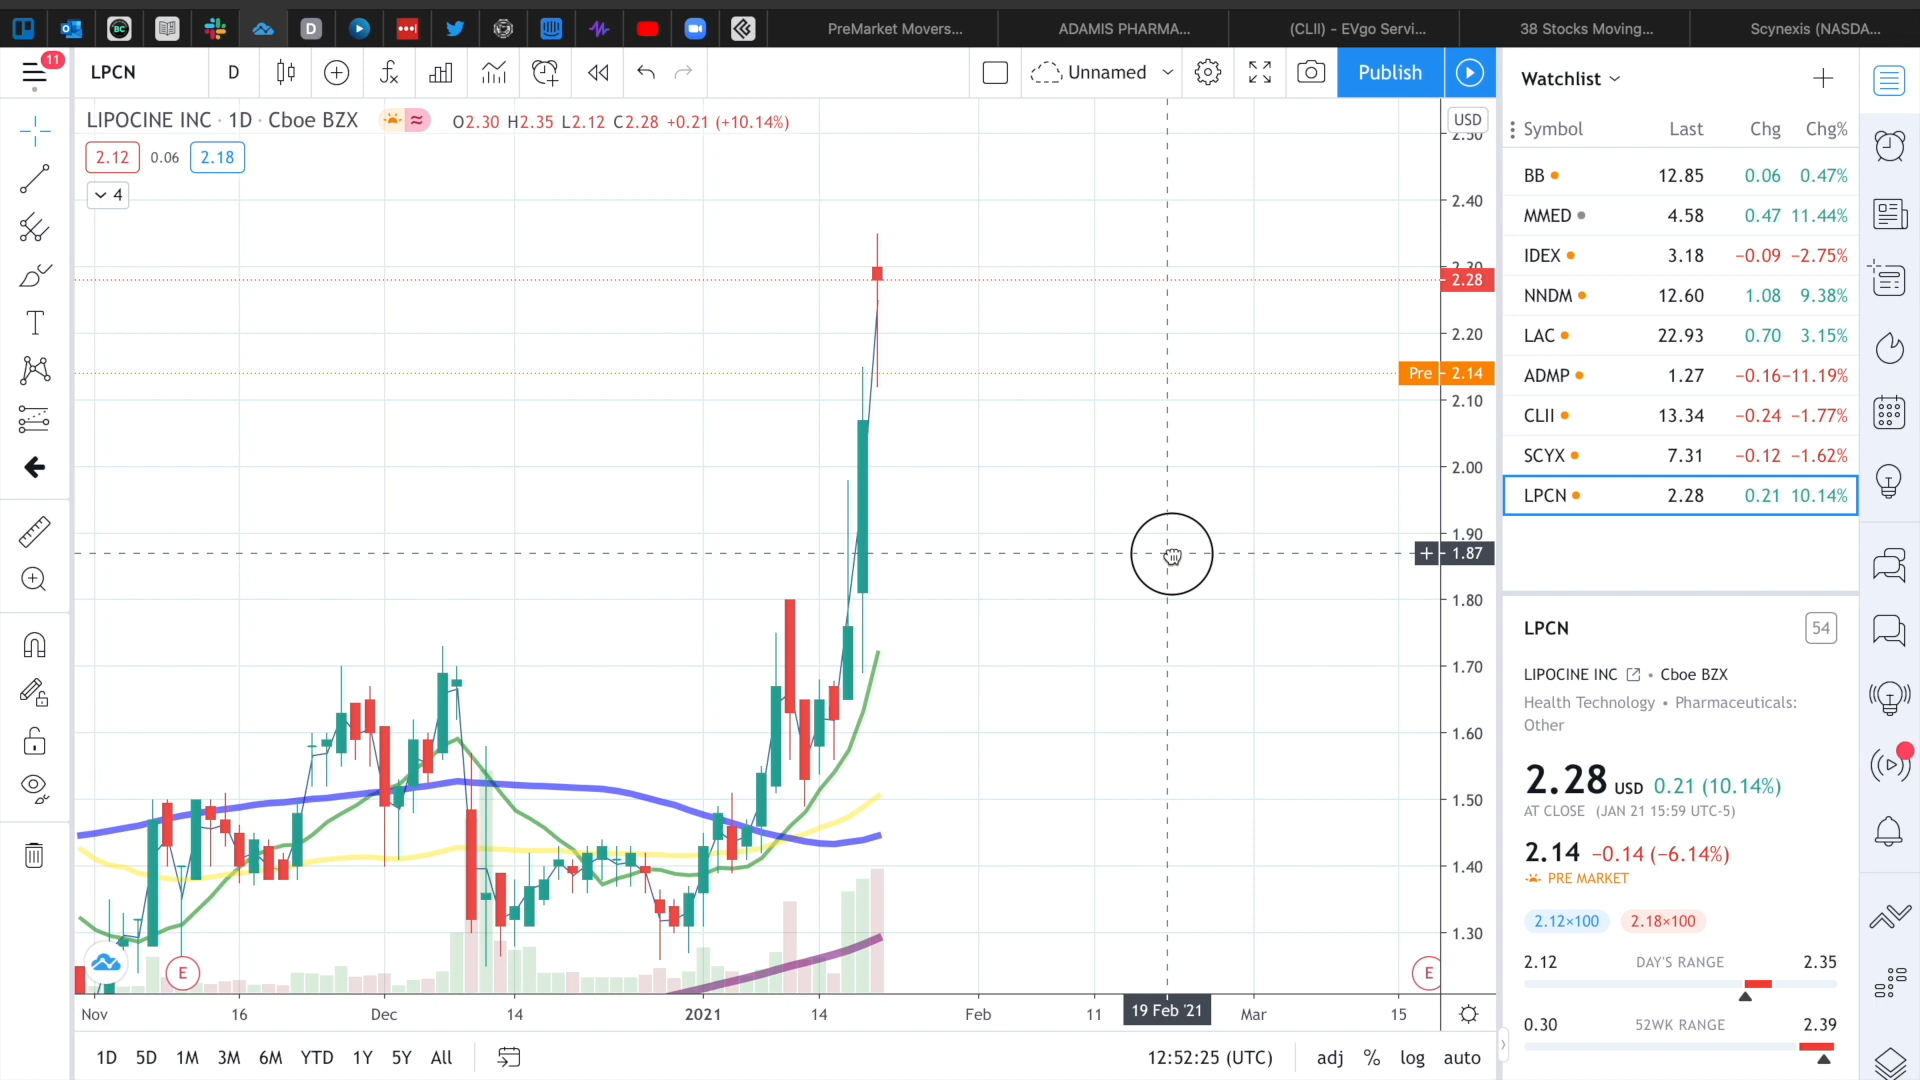 BC
D
PreMarket Movers...
ADAMIS PHARMA...
(CLII) - EVgo Servi...
38 Stocks Moving...
Scynexis (NASDA...
11
LPCN
D
Unnamed
Publish
LIPOCINE INC · 1D · Cboe BZX
O2.30 H2.35 L2.12 C2.28 +0.21 (+10.14%)
2.12
0.06
2.18
4
T
USD
2.50
2.40
2.30
2.28
2.20
Pre
2.14
2.10
2.00
1.90
1.87
1.80
1.70
1.60
1.50
1.40
1.30
E
E
Nov
16
Dec
14
2021
14
Feb
11
19 Feb '21
Mar
15
1D
5D
1M
3M
6M
YTD
1Y
5Y
All
12:52:25 (UTC)
adj
%
log
auto
Watchlist
Symbol Last Chg Chg%
BB 12.85 0.06 0.47%
MMED 4.58 0.47 11.44%
IDEX 3.18 −0.09 −2.75%
NNDM 12.60 1.08 9.38%
LAC 22.93 0.70 3.15%
ADMP 1.27 −0.16 −11.19%
CLII 13.34 −0.24 −1.77%
SCYX 7.31 −0.12 −1.62%
LPCN 2.28 0.21 10.14%
LPCN
54
LIPOCINE INC • Cboe BZX
Health Technology • Pharmaceuticals:
Other
2.28 USD 0.21 (10.14%)
AT CLOSE (JAN 21 15:59 UTC-5)
2.14 −0.14 (−6.14%)
PRE MARKET
2.12×100
2.18×100
2.12 DAY'S RANGE 2.35
0.30 52WK RANGE 2.39